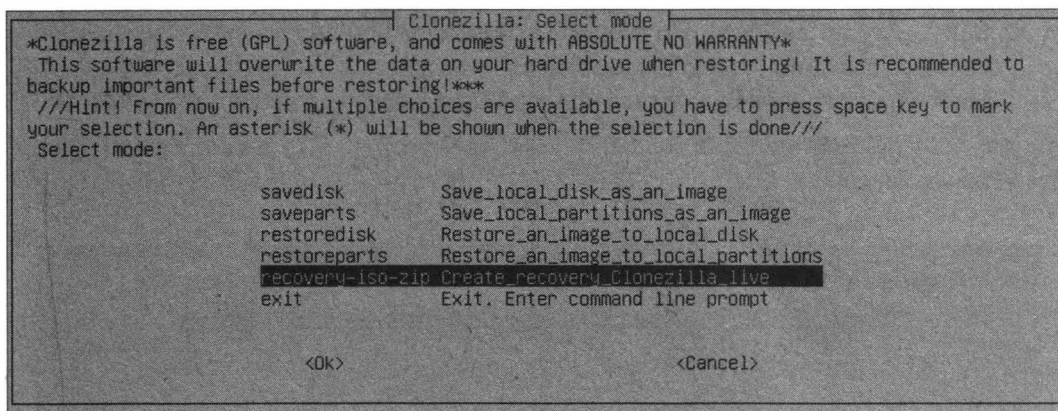 Clonezilla: Select mode
*Clonezilla is free (GPL) software, and comes with ABSOLUTE NO WARRANTY*
This software will overwrite the data on your hard drive when restoring! It is recommended to
backup important files before restoring!***
///Hint! From now on, if multiple choices are available, you have to press space key to mark
your selection. An asterisk (*) will be shown when the selection is done///
Select mode:
savedisk Save_local_disk_as_an_image
saveparts Save_local_partitions_as_an_image
restoredisk Restore_an_image_to_local_disk
restoreparts Restore_an_image_to_local_partitions
recovery-iso-zip Create_recovery_Clonezilla_live
exit Exit. Enter command line prompt
<Ok> <Cancel>